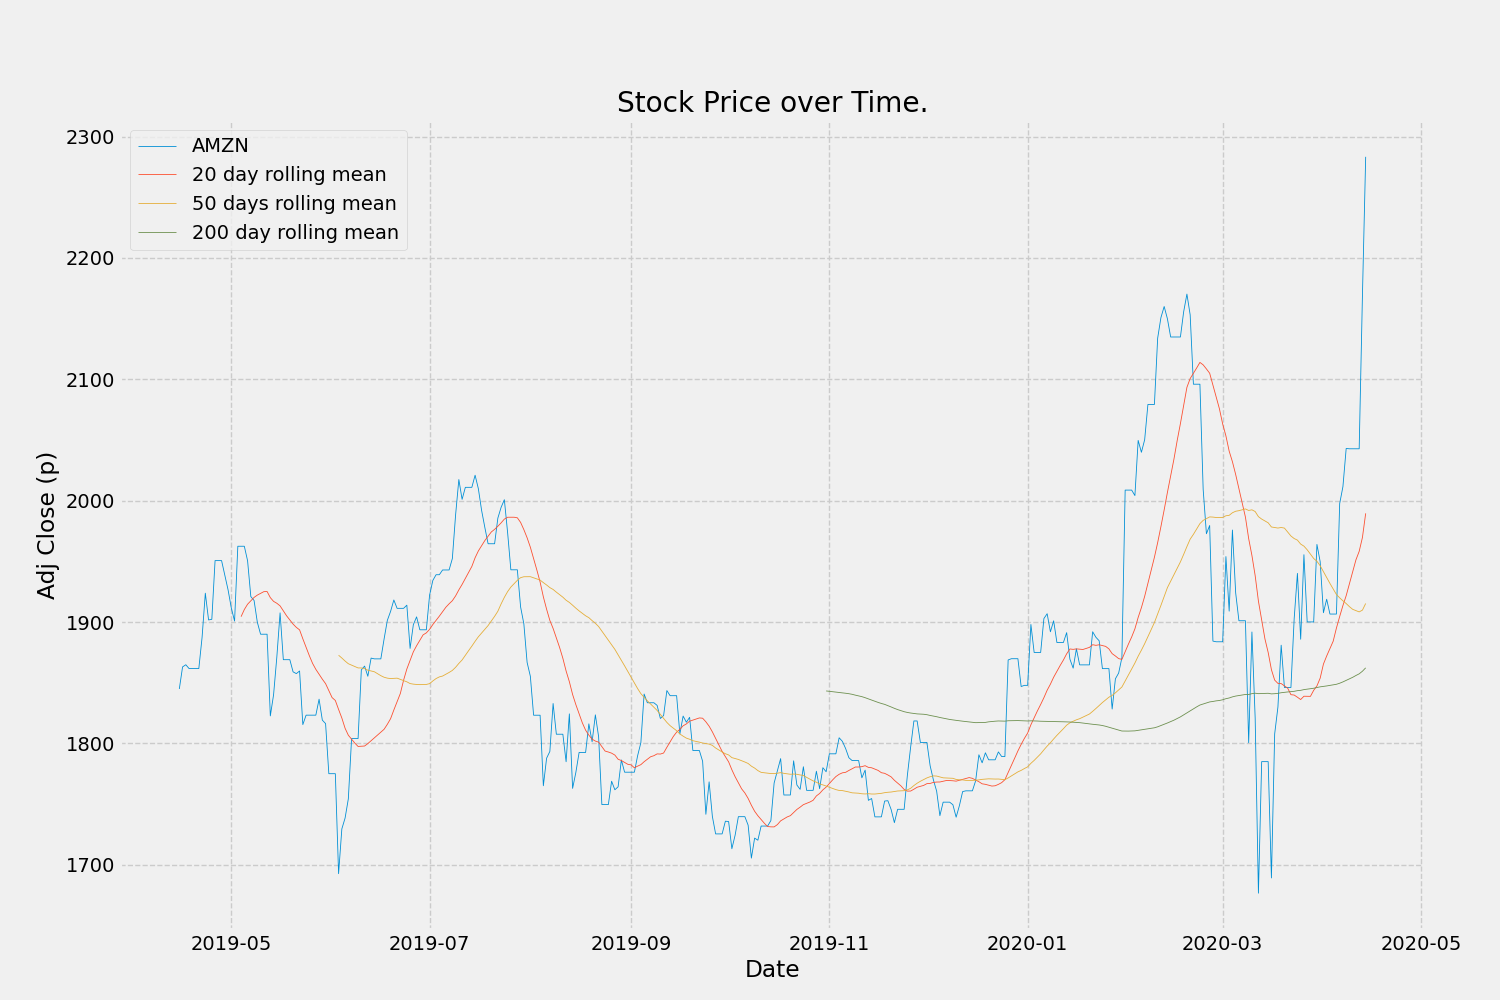 Stock Price over Time.
AMZN
20 day rolling mean
50 days rolling mean
200 day rolling mean
Adj Close (p)
2300
2200
2100
2000
1900
1800
1700
2019-05
2019-07
2019-09
2019-11
2020-01
2020-03
2020-05
Date